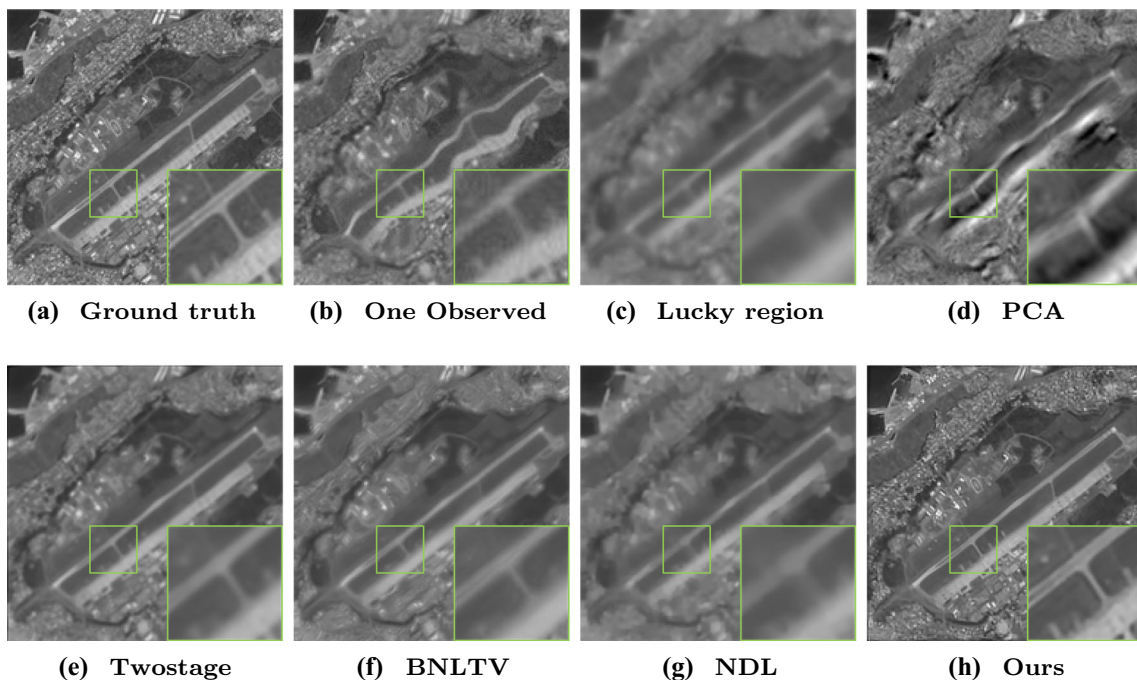 (a) Ground truth
(b) One Observed
(c) Lucky region
(d) PCA
(e) Twostage
(f) BNLTV
(g) NDL
(h) Ours